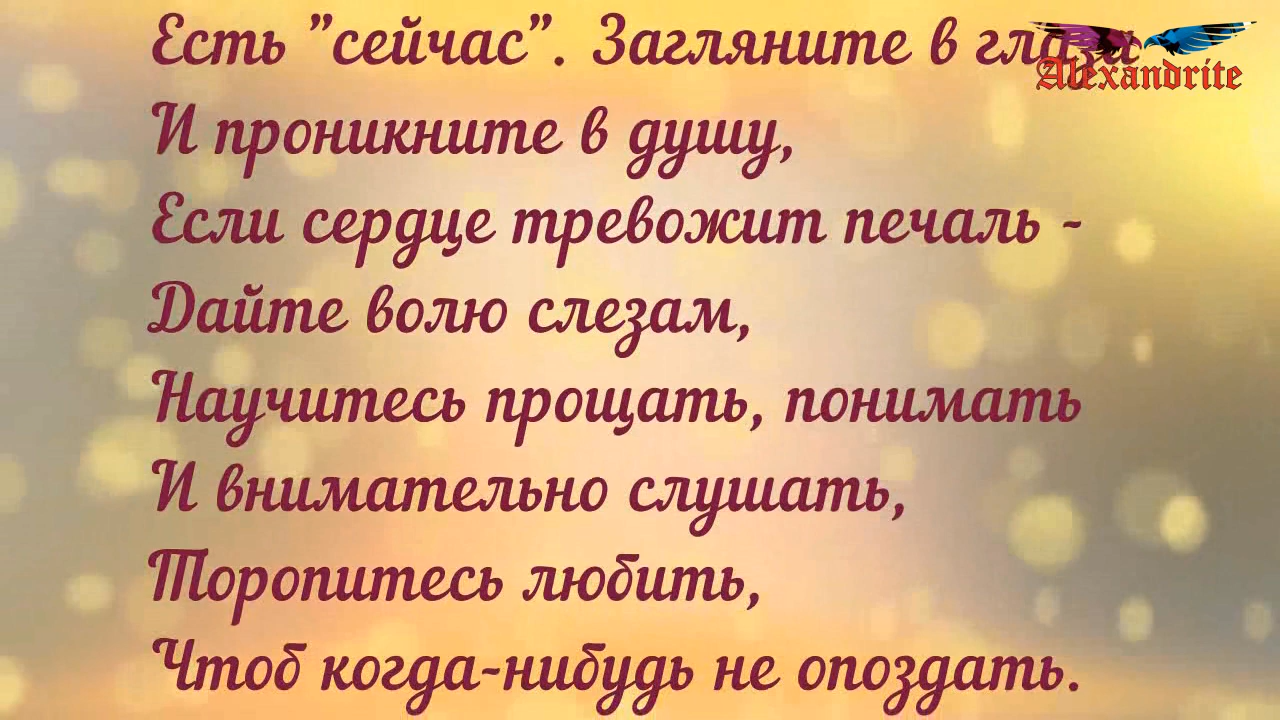 Есть "сейчас". Загляните в глаза
Alexandrite
И проникните в душу,
Если сердце тревожит печаль -
Дайте волю слезам,
Научитесь прощать, понимать
И внимательно слушать,
Торопитесь любить,
Чтоб когда-нибудь не опоздать.